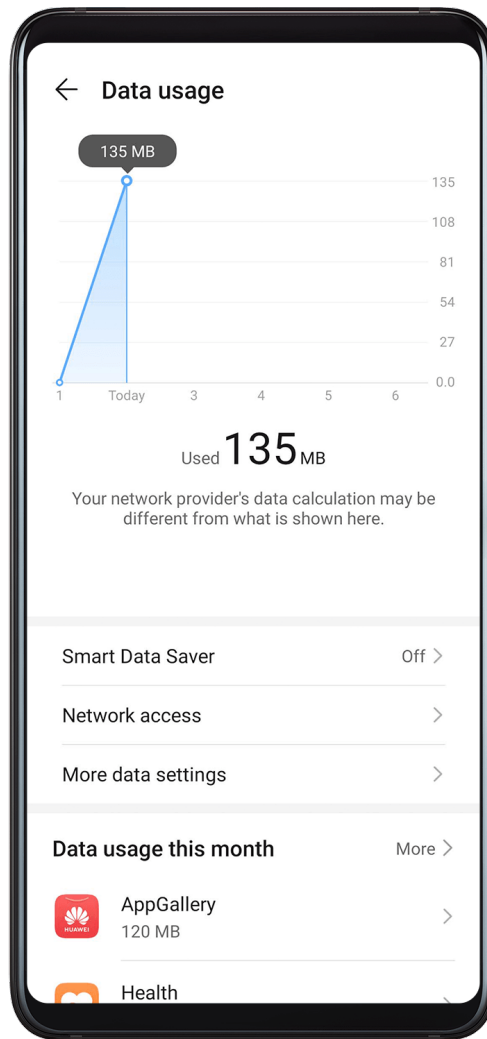 Data usage
135 MB
135
108
81
54
27
0.0
1 Today 3 4 5 6
Used 135 MB
Your network provider's data calculation may be
different from what is shown here.
Smart Data Saver Off
Network access
More data settings
Data usage this month More
HUAWEI
AppGallery
120 MB
Health